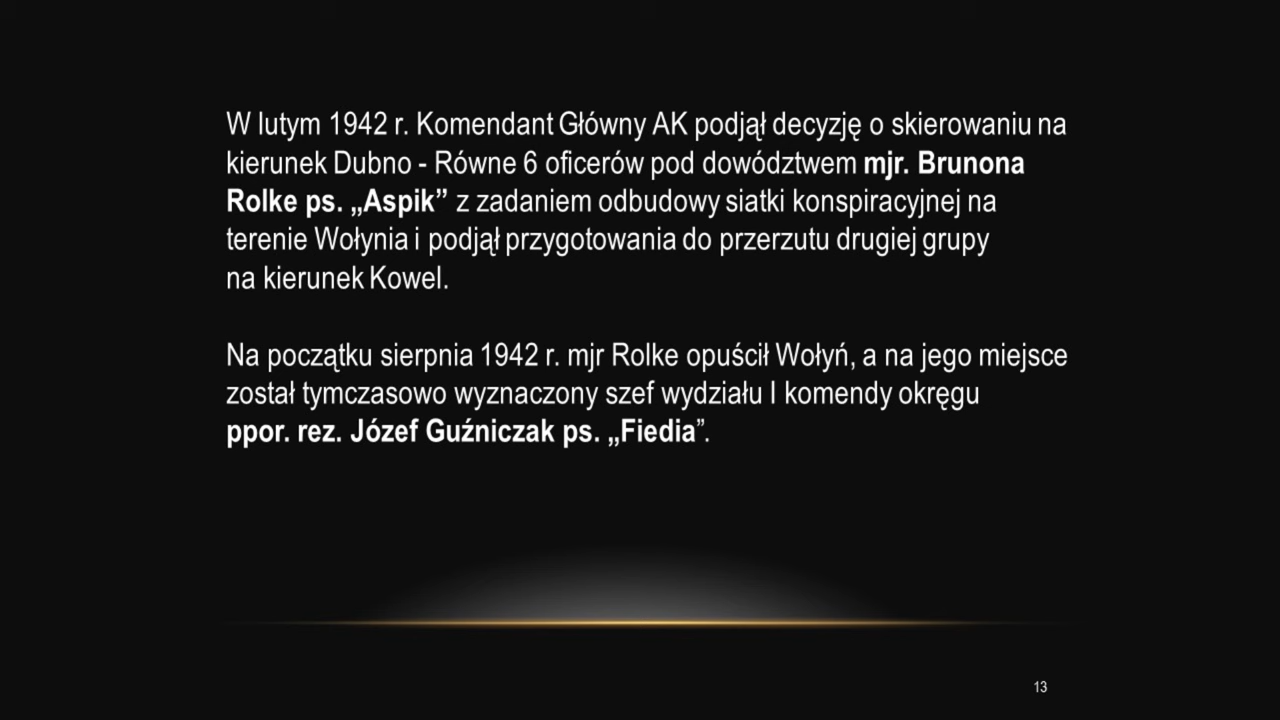 W lutym 1942 r. Komendant Główny AK podjął decyzję o skierowaniu na
kierunek Dubno - Równe 6 oficerów pod dowództwem mjr. Brunona
Rolke ps. „Aspik” z zadaniem odbudowy siatki konspiracyjnej na
terenie Wołynia i podjął przygotowania do przerzutu drugiej grupy
na kierunek Kowel.
Na początku sierpnia 1942 r. mjr Rolke opuścił Wołyń, a na jego miejsce
został tymczasowo wyznaczony szef wydziału I komendy okręgu
ppor. rez. Józef Guźniczak ps. „Fiedia”.
13